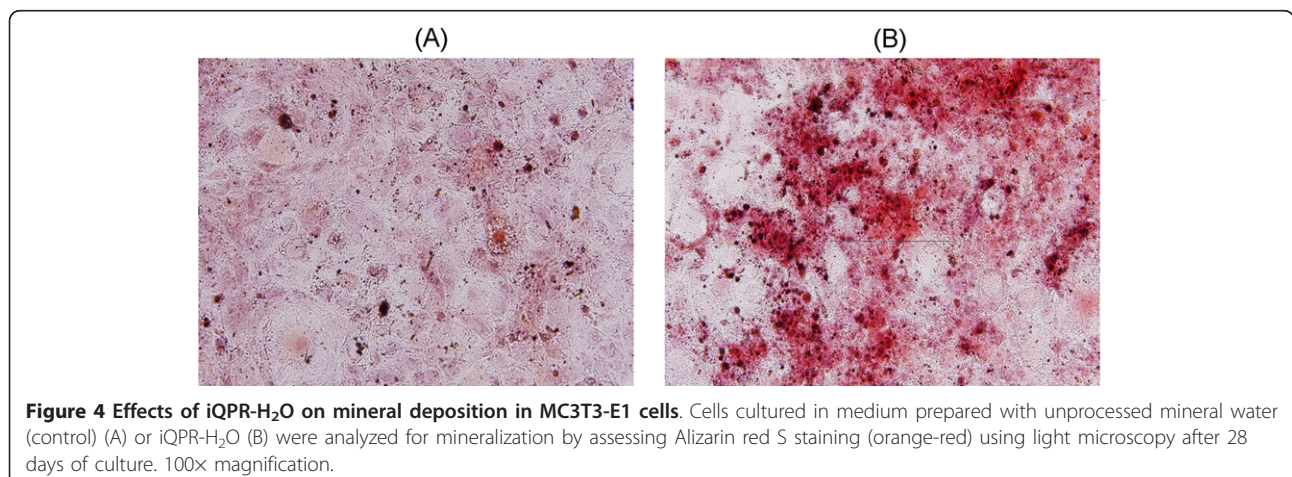 (A) (B)
Figure 4 Effects of iQPR-H₂O on mineral deposition in MC3T3-E1 cells. Cells cultured in medium prepared with unprocessed mineral water
(control) (A) or iQPR-H₂O (B) were analyzed for mineralization by assessing Alizarin red S staining (orange-red) using light microscopy after 28
days of culture. 100× magnification.